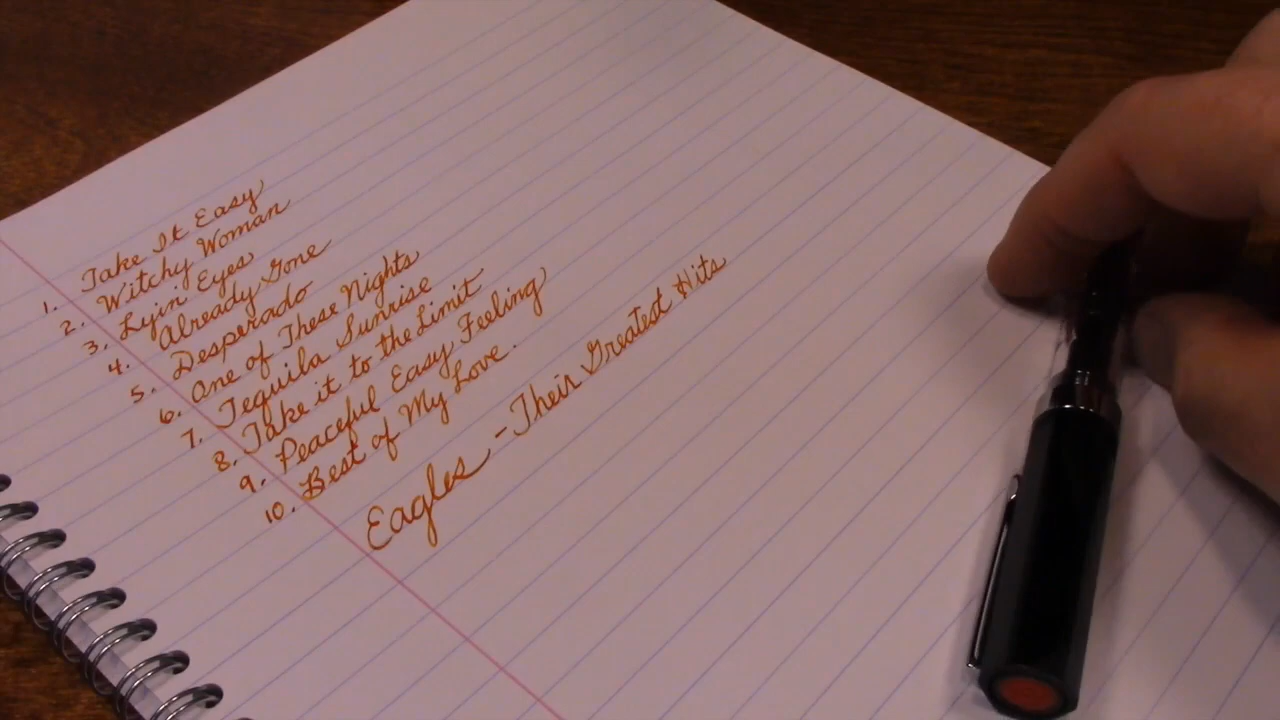 1. Take It Easy
2. Witchy Woman
3. Lyin' Eyes
4. Already Gone
5. Desperado
6. One of These Nights
7. Tequila Sunrise
8. Take it to the Limit
9. Peaceful Easy Feeling
10. Best of My Love.
Eagles - Their Greatest Hits